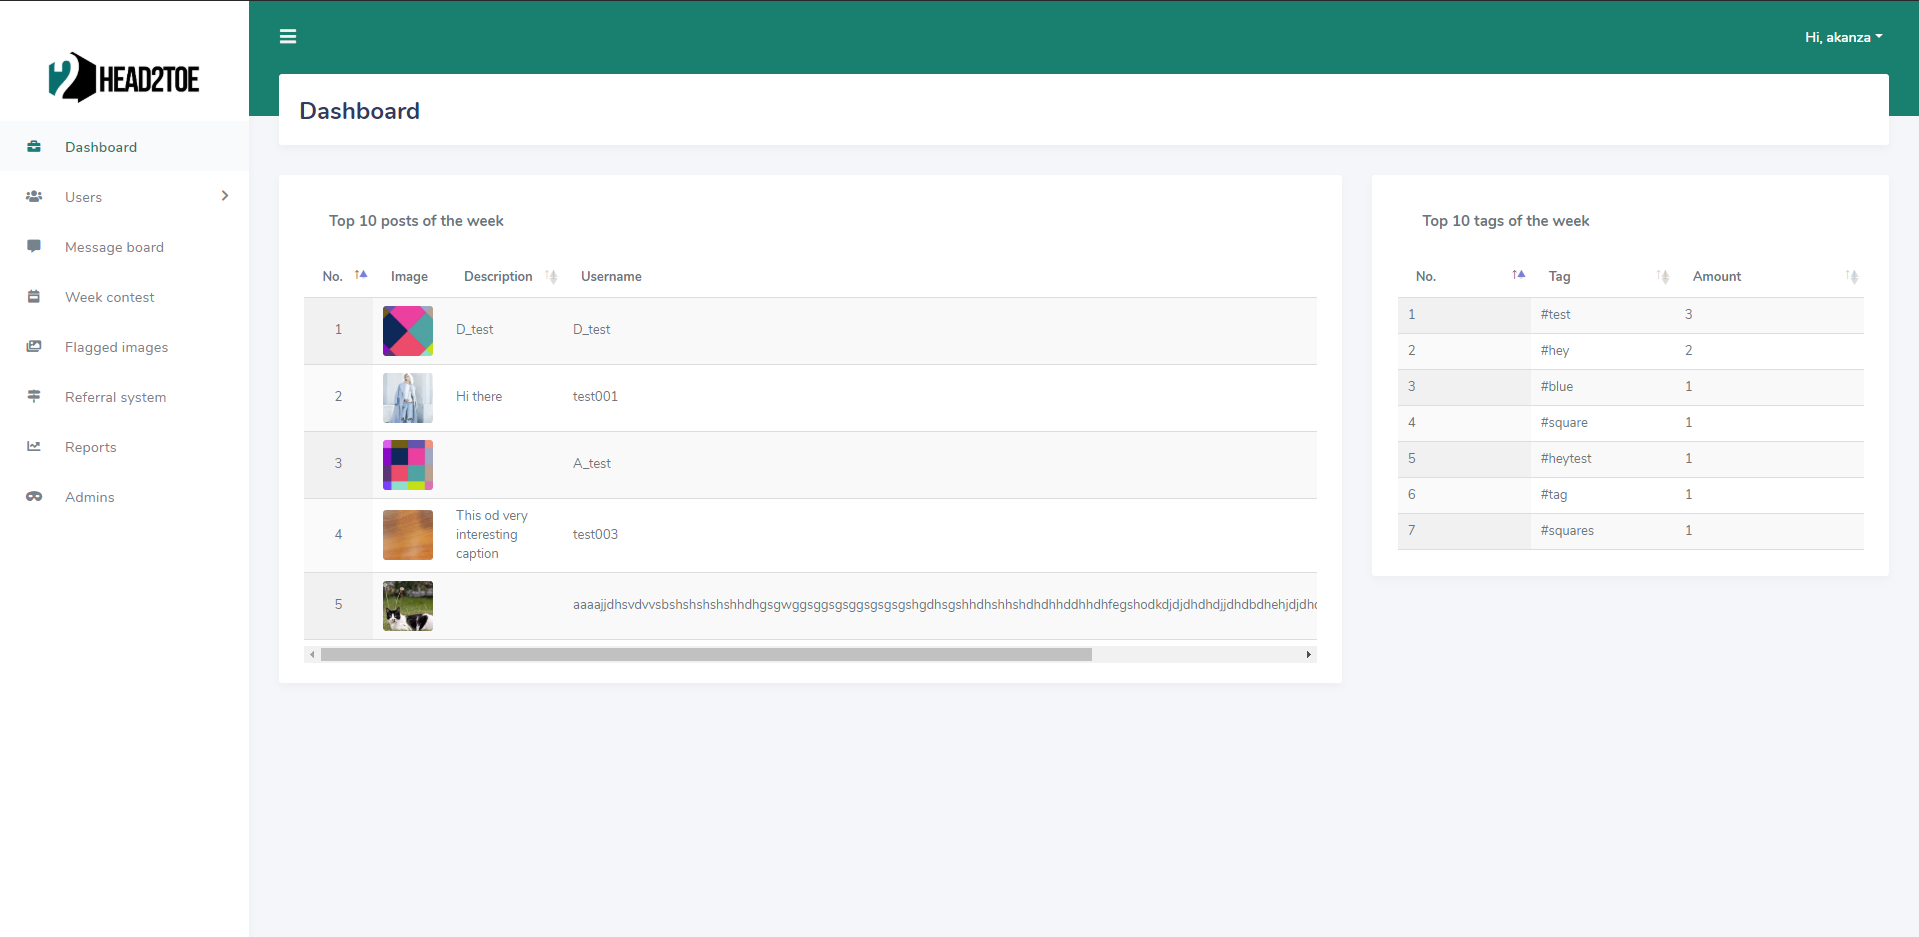 HEAD2TOE
Hi, akanza
Dashboard
Dashboard
Users
Message board
Week contest
Flagged images
Referral system
Reports
Admins
Top 10 posts of the week
No. Image Description Username
1 D_test D_test
2 Hi there test001
3 A_test
4 This od very
interesting
caption
test003
5
Top 10 tags of the week
No. Tag Amount
1 #test 3
2 #hey 2
3 #blue 1
4 #square 1
5 #heytest 1
6 #tag 1
7 #squares 1